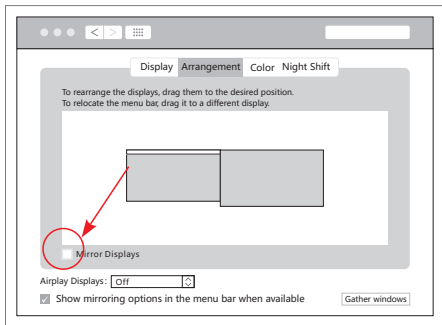 Display Arrangement Color Night Shift
To rearrange the displays, drag them to the desired position.
To relocate the menu bar, drag it to a different display.
Mirror Displays
Airplay Displays: Off
Show mirroring options in the menu bar when available Gather windows